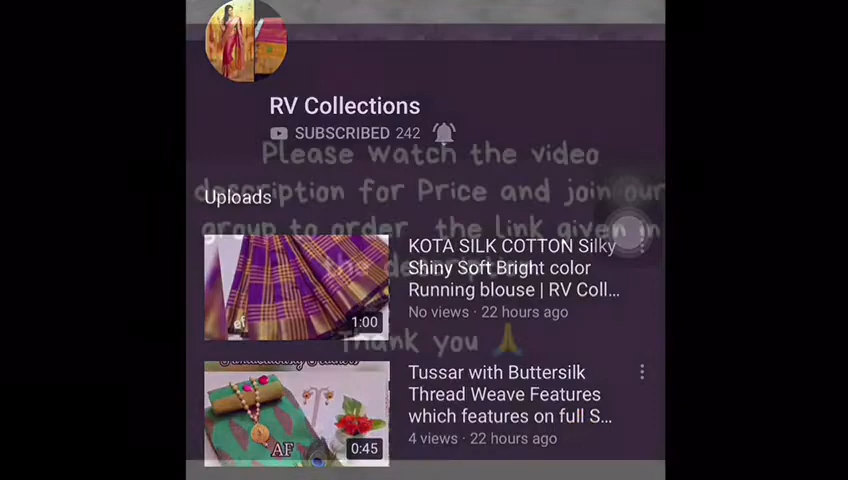 RV Collections
SUBSCRIBED 242
Please watch the video
description for Price and join our
Uploads
group to order the link given in
the description
Thank you 🙏
KOTA SILK COTTON Silky
Shiny Soft Bright color
Running blouse | RV Coll...
No views · 22 hours ago
1:00
Tussar with Buttersilk
Thread Weave Features
which features on full S...
4 views · 22 hours ago
AF
0:45